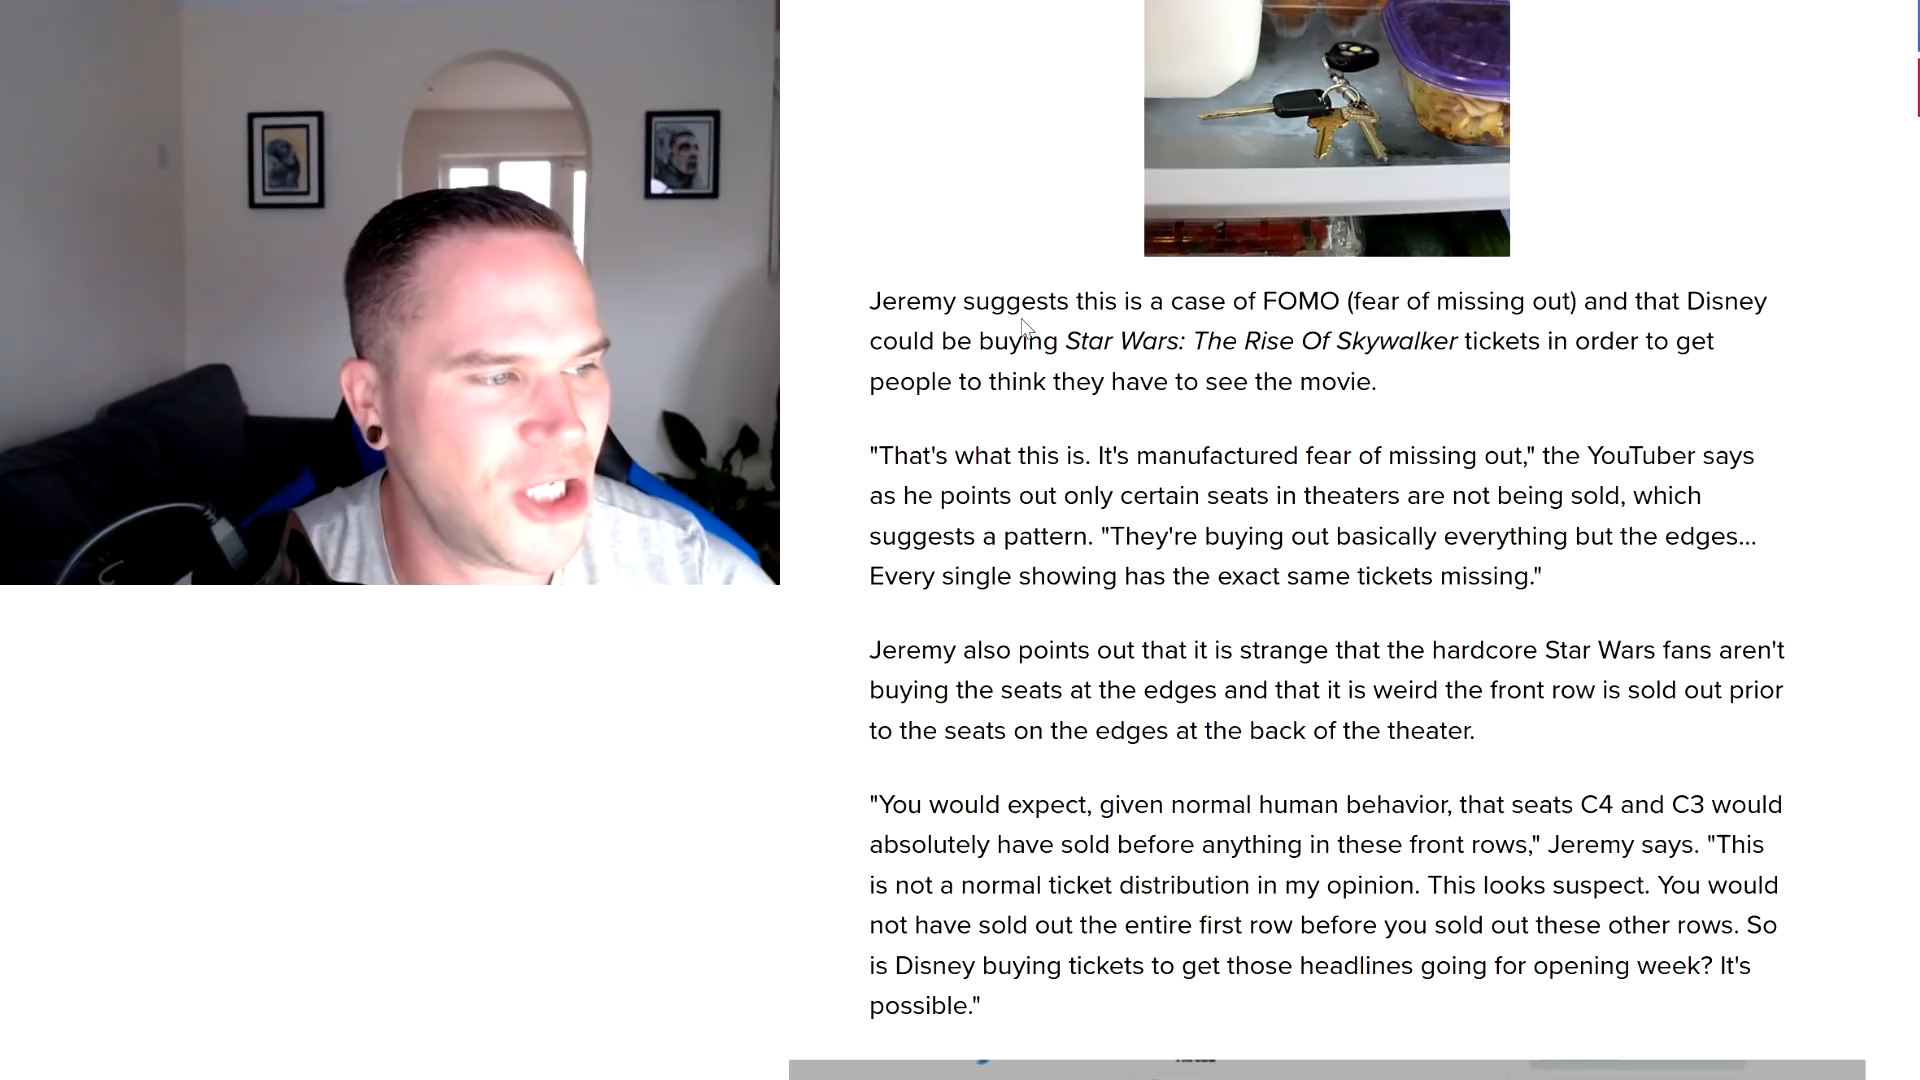 Jeremy suggests this is a case of FOMO (fear of missing out) and that Disney
could be buying Star Wars: The Rise Of Skywalker tickets in order to get
people to think they have to see the movie.
"That's what this is. It's manufactured fear of missing out," the YouTuber says
as he points out only certain seats in theaters are not being sold, which
suggests a pattern. "They're buying out basically everything but the edges...
Every single showing has the exact same tickets missing."
Jeremy also points out that it is strange that the hardcore Star Wars fans aren't
buying the seats at the edges and that it is weird the front row is sold out prior
to the seats on the edges at the back of the theater.
"You would expect, given normal human behavior, that seats C4 and C3 would
absolutely have sold before anything in these front rows," Jeremy says. "This
is not a normal ticket distribution in my opinion. This looks suspect. You would
not have sold out the entire first row before you sold out these other rows. So
is Disney buying tickets to get those headlines going for opening week? It's
possible."